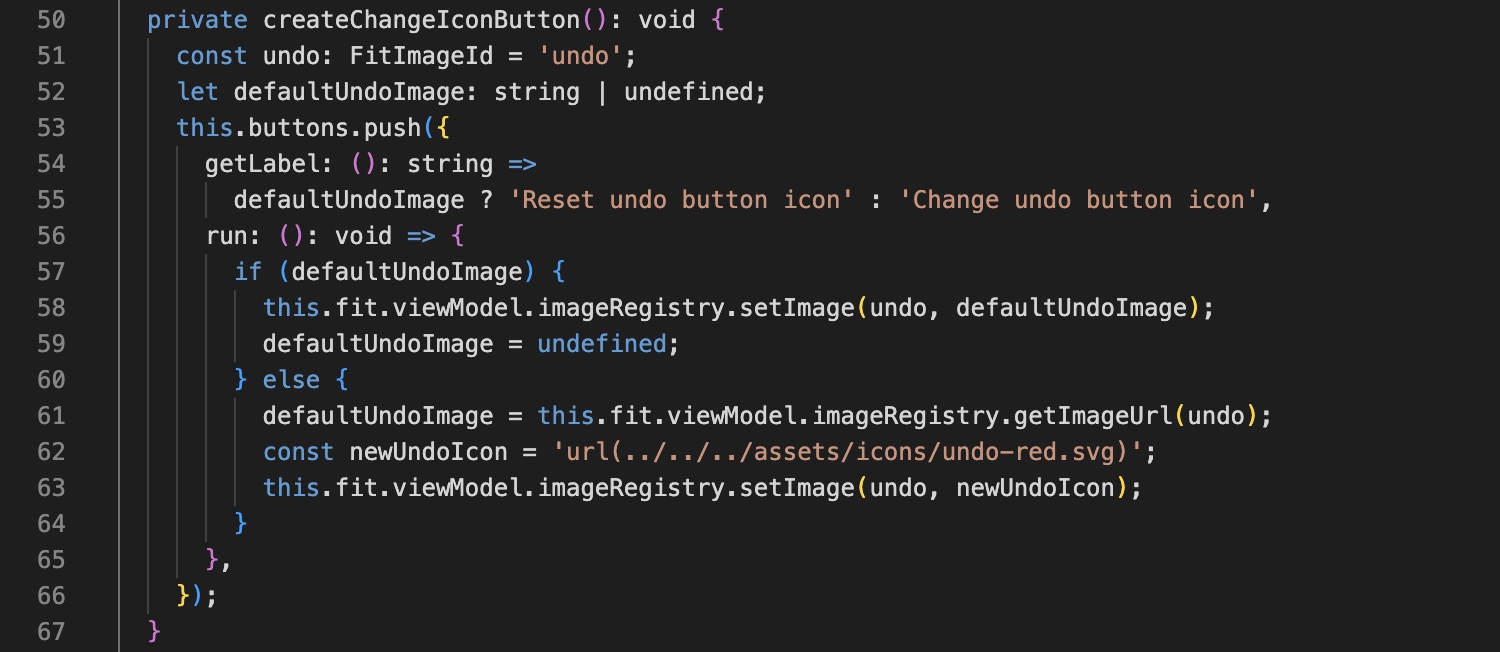 50 private createChangeIconButton(): void {
51 const undo: FitImageId = 'undo';
52 let defaultUndoImage: string | undefined;
53 this.buttons.push({
54 getLabel: (): string =>
55 defaultUndoImage ? 'Reset undo button icon' : 'Change undo button icon',
56 run: (): void => {
57 if (defaultUndoImage) {
58 this.fit.viewModel.imageRegistry.setImage(undo, defaultUndoImage);
59 defaultUndoImage = undefined;
60 } else {
61 defaultUndoImage = this.fit.viewModel.imageRegistry.getImageUrl(undo);
62 const newUndoIcon = 'url(../../../assets/icons/undo-red.svg)';
63 this.fit.viewModel.imageRegistry.setImage(undo, newUndoIcon);
64 }
65 },
66 });
67 }